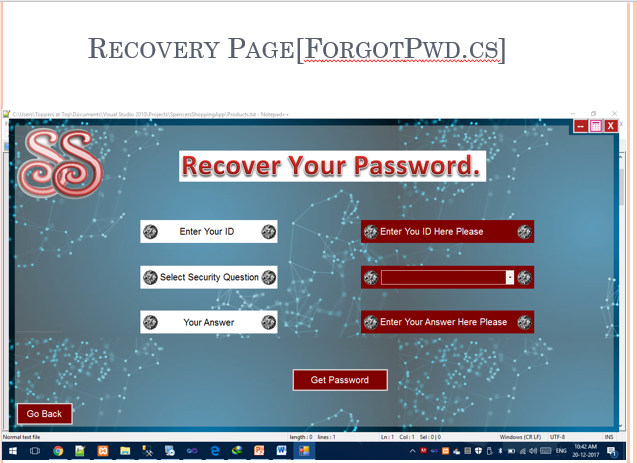 RECOVERY PAGE[FORGOTPWD.CS]
C:\Users\Toppers at Top\Documents\Visual Studio 2010\Projects\SpencersShoppingApp\Products.txt - Notepad++
SS
Recover Your Password.
Enter Your ID
Enter You ID Here Please
Select Security Question
Your Answer
Enter Your Answer Here Please
Get Password
Go Back
Normal text file length : 0 lines : 1 Ln : 1 Col : 1 Sel : 0 | 0 Windows (CR LF) UTF-8 INS
ENG 10:42 AM
20-12-2017